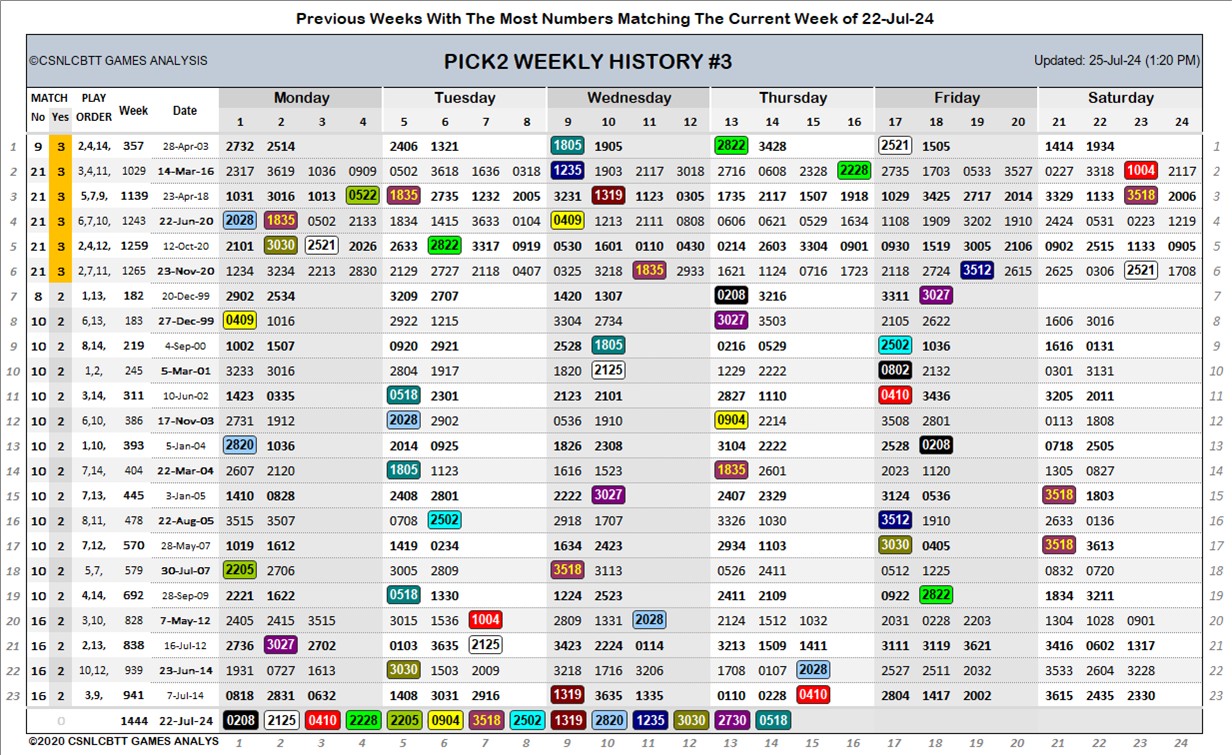 Previous Weeks With The Most Numbers Matching The Current Week of 22-Jul-24
©CSNLCBTT GAMES ANALYSIS PICK2 WEEKLY HISTORY #3 Updated: 25-Jul-24 (1:20 PM)
MATCH PLAY Week Date Monday Tuesday Wednesday Thursday Friday Saturday
No Yes ORDER 1 2 3 4 5 6 7 8 9 10 11 12 13 14 15 16 17 18 19 20 21 22 23 24
1 9 3 2,4,14, 357 28-Apr-03 2732 2514 2406 1321 1805 1905 2822 3428 2521 1505 1414 1934 1
2 21 3 3,4,11, 1029 14-Mar-16 2317 3619 1036 0909 0502 3618 1636 0318 1235 1903 2117 3018 2716 0608 2328 2228 2735 1703 0533 3527 0227 3318 1004 2117 2
3 21 3 5,7,9, 1139 23-Apr-18 1031 3016 1013 0522 1835 2735 1232 2005 3231 1319 1123 0305 1735 2117 1507 1918 1029 3425 2717 2014 3329 1133 3518 2006 3
4 21 3 6,7,10, 1243 22-Jun-20 2028 1835 0502 2133 1834 1415 3633 0104 0409 1213 2111 0808 0106 0621 0529 1634 1108 1909 0202 2910 2424 0531 0223 1219 4
5 21 3 2,4,12, 1259 12-Oct-20 2101 3030 2521 2026 2633 2822 3317 0919 0530 1601 0110 0430 0214 2603 3304 0901 0930 1519 3005 2106 0902 2515 1133 0905 5
6 21 3 2,7,11, 1265 23-Nov-20 1234 3234 2213 2830 2129 2727 2118 0407 0325 3218 1835 2933 1621 1124 0716 1723 2118 2724 3512 2615 2625 0306 2521 1708 6
7 8 2 1,13, 182 20-Dec-99 2902 2534 3209 2707 1420 1307 0208 3216 3311 3027 7
8 10 2 6,13, 183 27-Dec-99 0409 1016 2922 1215 3304 2734 3027 3503 2105 2622 1606 3016 8
9 10 2 8,14, 219 4-Sep-00 1002 1507 0920 2921 2528 1805 0216 0529 2502 1036 1616 0131 9
10 10 2 1,2, 245 5-Mar-01 3233 3016 2804 1917 1820 2125 1229 2222 0802 2132 0301 3131 10
11 10 2 3,14, 311 10-Jun-02 1423 0335 0518 2301 2123 2101 2827 1110 0410 3436 3205 2011 11
12 10 2 6,10, 386 17-Nov-03 2731 1912 2028 2902 0536 1910 0904 2214 3508 2801 0113 1808 12
13 10 2 1,10, 393 5-Jan-04 2820 1036 2014 0925 1826 2308 3104 2222 2528 0208 0718 2505 13
14 10 2 7,14, 404 22-Mar-04 2607 2120 1805 1123 1616 1523 1835 2601 2023 1120 1305 0827 14
15 10 2 7,13, 445 3-Jan-05 1410 0828 2408 2801 2222 3027 2407 2329 3124 0536 3518 1803 15
16 10 2 8,11, 478 22-Aug-05 3515 3507 0708 2502 2918 1707 3326 1030 3512 1910 2633 0136 16
17 10 2 7,12, 570 28-May-07 1019 1612 1419 0234 1634 2423 2934 1103 3030 0405 3518 3613 17
18 10 2 5,7, 579 30-Jul-07 2205 2706 3005 2809 3518 3113 0526 2411 0512 1225 0832 0720 18
19 10 2 4,14, 692 28-Sep-09 2221 1622 0518 1330 1224 2523 2411 2109 0922 2822 1834 3211 19
20 16 2 3,10, 828 7-May-12 2405 2415 3515 3015 1536 1004 2809 1331 2028 2124 1512 1032 2031 0228 2203 1304 1028 0901 20
21 16 2 2,13, 838 16-Jul-12 2736 3027 2702 0103 3635 2125 3423 2224 0114 3213 1509 1411 3111 3119 3621 3416 0602 1317 21
22 16 2 10,12, 939 23-Jun-14 1931 0727 1613 3030 1503 2009 3218 1716 3206 1708 0107 2028 2527 2511 2032 3533 2604 3228 22
23 16 2 3,9, 941 7-Jul-14 0818 2831 0632 1408 3031 2916 1319 3635 1335 0110 0228 0410 2804 1417 2002 3615 2435 2330 23
0 1444 22-Jul-24 0208 2125 0410 2228 2205 0904 3518 2502 1319 2820 1235 3030 2730 0518
©2020 CSNLCBTT GAMES ANALYS 1 2 3 4 5 6 7 8 9 10 11 12 13 14 15 16 17 18 19 20 21 22 23 24